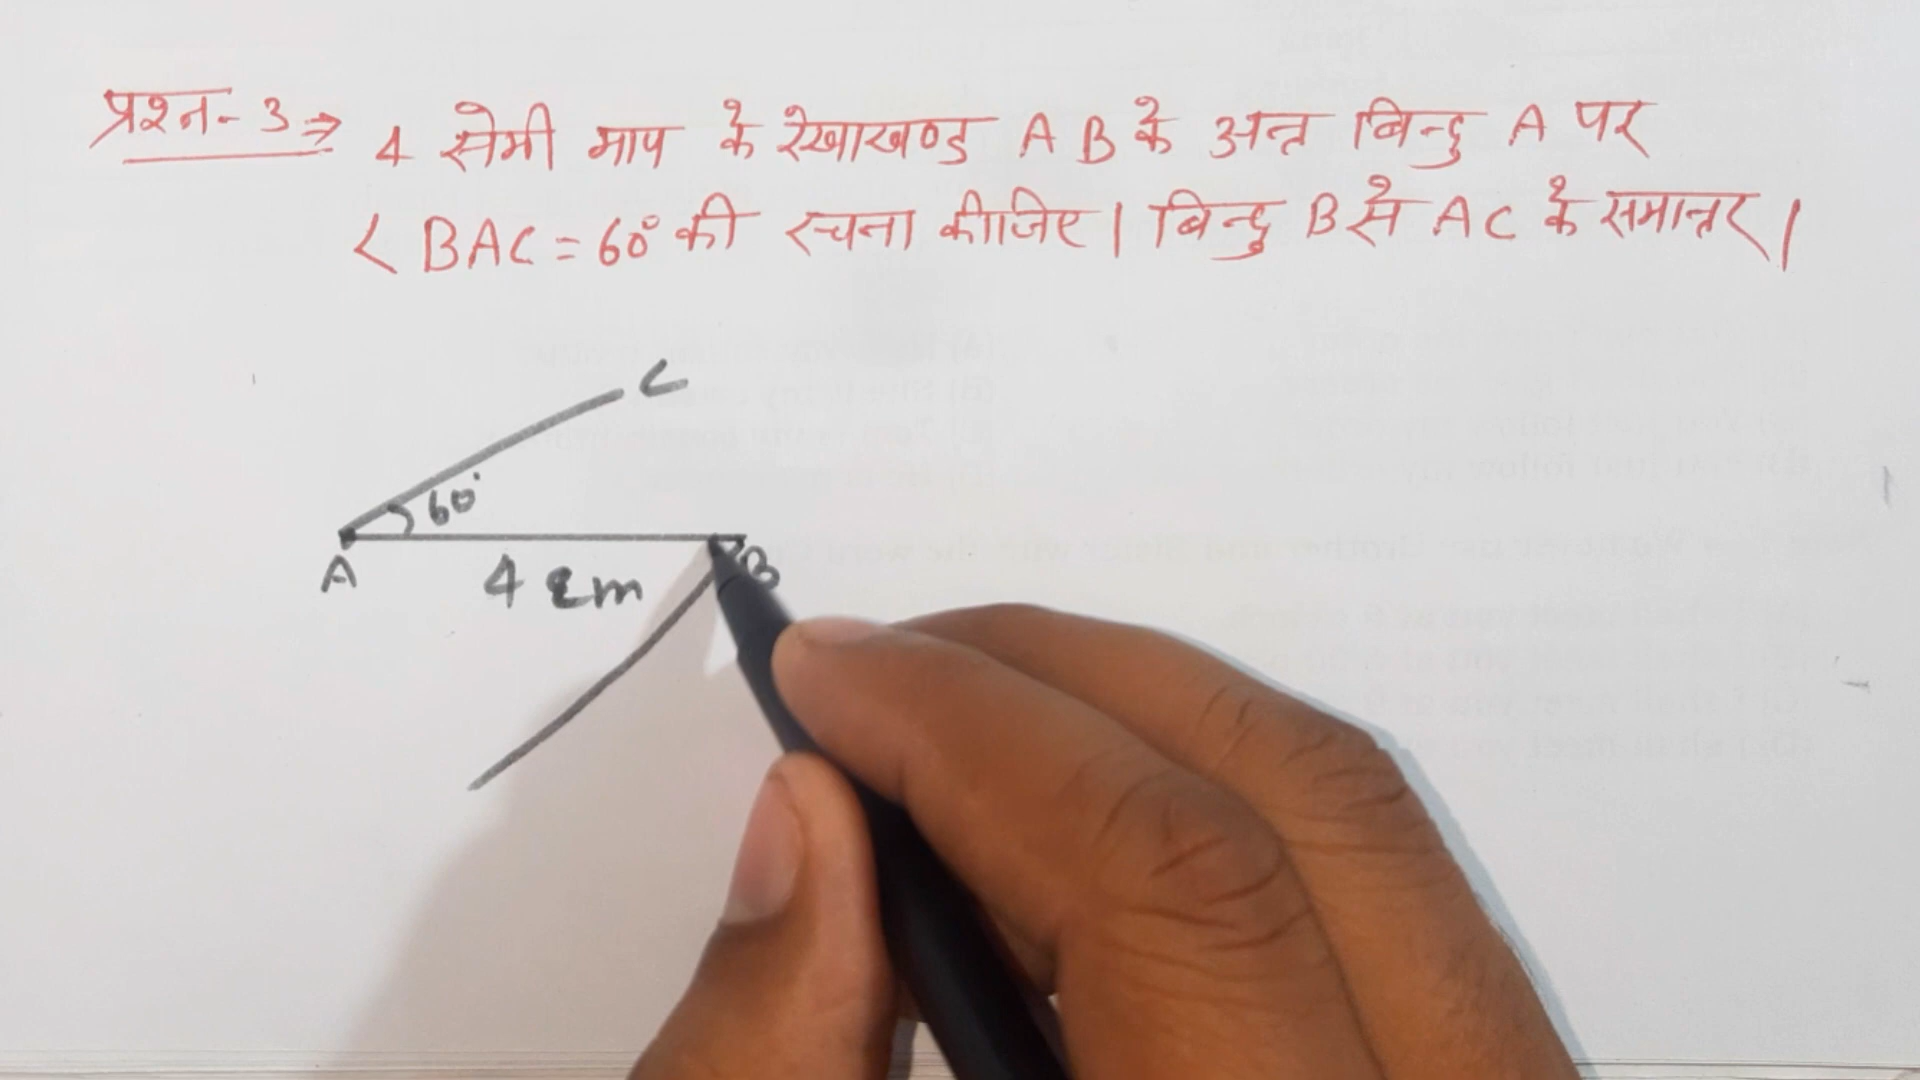 प्रश्न-3⇒ 4 सेमी माप के रेखाखण्ड AB के अन्त बिन्दु A पर
< BAC = 60° की रचना कीजिए। बिन्दु B से AC के समान्तर।
C
60°
A
4 cm
B